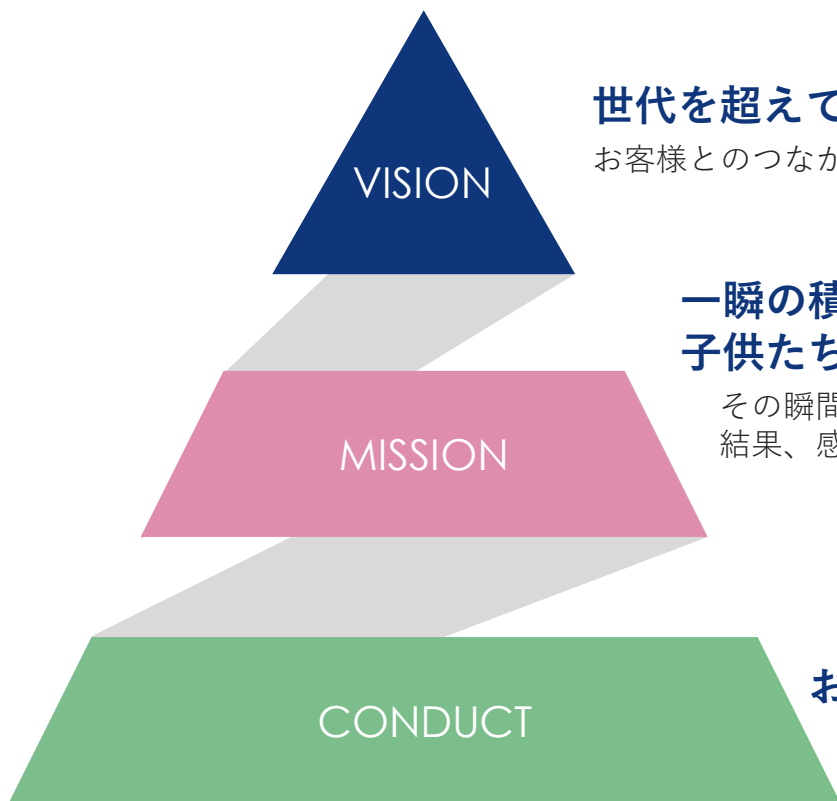 世代を超えて
VISION
お客様とのつなが
一瞬の積
子供たち
その瞬間
MISSION
結果、感
お
CONDUCT